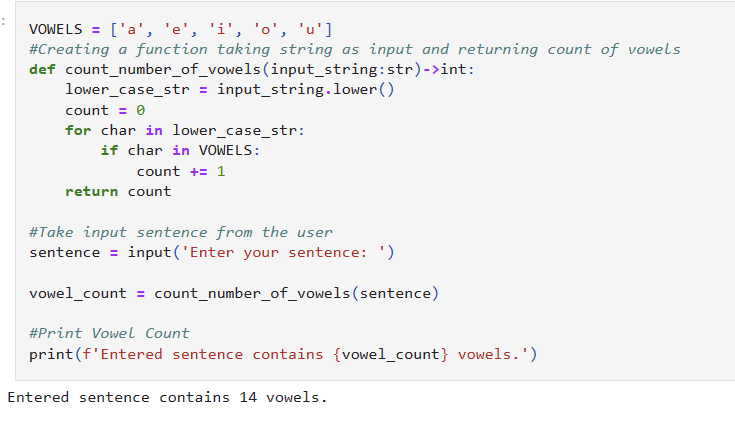 :
VOWELS = ['a', 'e', 'i', 'o', 'u']
#Creating a function taking string as input and returning count of vowels
def count_number_of_vowels(input_string:str)->int:
    lower_case_str = input_string.lower()
    count = 0
    for char in lower_case_str:
        if char in VOWELS:
            count += 1
    return count
#Take input sentence from the user
sentence = input('Enter your sentence: ')
vowel_count = count_number_of_vowels(sentence)
#Print Vowel Count
print(f'Entered sentence contains {vowel_count} vowels.')
Entered sentence contains 14 vowels.